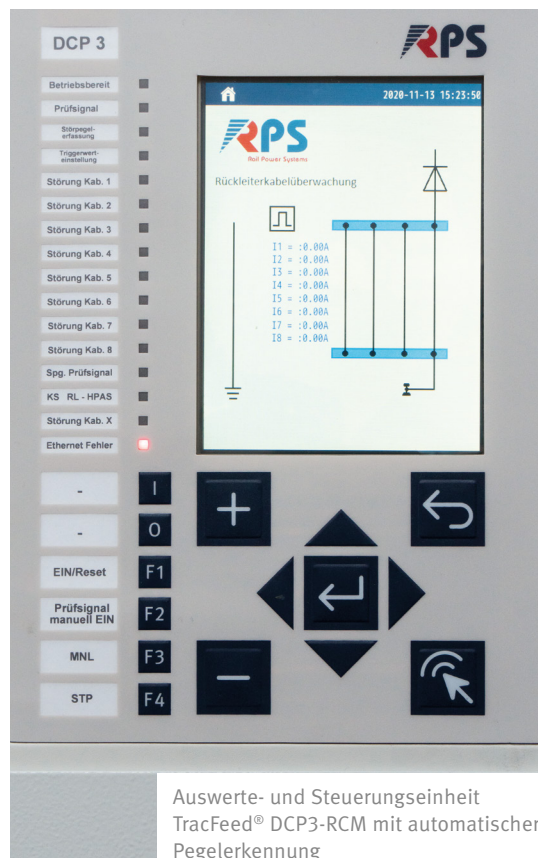 DCP 3
RPS
Betriebsbereit
Prüfsignal
Störpegel-
erfassung
Triggerwert-
einstellung
Störung Kab. 1
Störung Kab. 2
Störung Kab. 3
Störung Kab. 4
Störung Kab. 5
Störung Kab. 6
Störung Kab. 7
Störung Kab. 8
Spg. Prüfsignal
KS RL - HPAS
Störung Kab. X
Ethernet Fehler
2020-11-13 15:23:50
RPS
Rail Power Systems
Rückleiterkabelüberwachung
I1 = :0.00A
I2 = :0.00A
I3 = :0.00A
I4 = :0.00A
I5 = :0.00A
I6 = :0.00A
I7 = :0.00A
I8 = :0.00A
- I
- O
EIN/Reset F1
Prüfsignal
manuell EIN F2
MNL F3
STP F4
+
-
Auswerte- und Steuerungseinheit
TracFeed® DCP3-RCM mit automatischer
Pegelerkennung